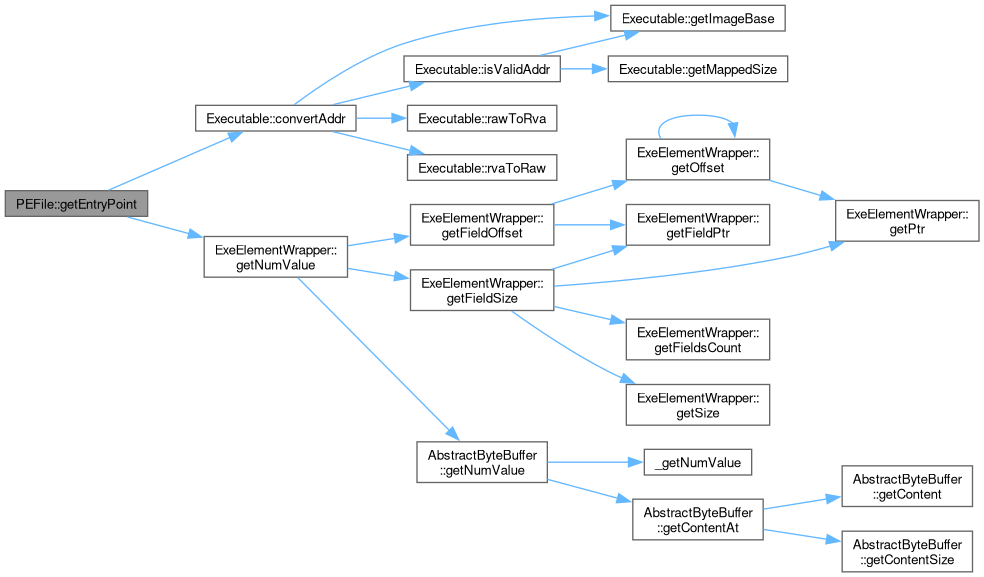 Executable::getImageBase
Executable::isValidAddr
Executable::getMappedSize
Executable::convertAddr
Executable::rawToRva
ExeElementWrapper::
getOffset
Executable::rvaToRaw
PEFile::getEntryPoint
ExeElementWrapper::
getFieldOffset
ExeElementWrapper::
getFieldPtr
ExeElementWrapper::
getPtr
ExeElementWrapper::
getNumValue
ExeElementWrapper::
getFieldSize
ExeElementWrapper::
getFieldsCount
ExeElementWrapper::
getSize
AbstractByteBuffer
::getNumValue
_getNumValue
AbstractByteBuffer
::getContent
AbstractByteBuffer
::getContentAt
AbstractByteBuffer
::getContentSize